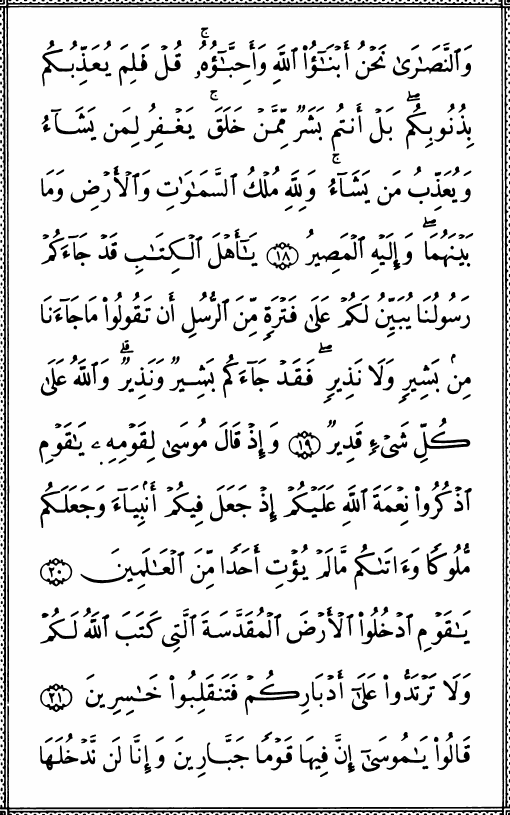 وَٱلنَّصَٰرَىٰ نَحْنُ أَبْنَٰٓؤُا۟ ٱللَّهِ وَأَحِبَّٰٓؤُهُۥ ۚ قُلْ فَلِمَ يُعَذِّبُكُم
بِذُنُوبِكُم ۖ بَلْ أَنتُم بَشَرٌ مِّمَّنْ خَلَقَ ۚ يَغْفِرُ لِمَن يَشَآءُ
وَيُعَذِّبُ مَن يَشَآءُ ۚ وَلِلَّهِ مُلْكُ ٱلسَّمَٰوَٰتِ وَٱلْأَرْضِ وَمَا
بَيْنَهُمَا ۖ وَإِلَيْهِ ٱلْمَصِيرُ ١٨ يَٰٓأَهْلَ ٱلْكِتَٰبِ قَدْ جَآءَكُمْ
رَسُولُنَا يُبَيِّنُ لَكُمْ عَلَىٰ فَتْرَةٍ مِّنَ ٱلرُّسُلِ أَن تَقُولُوا۟ مَا جَآءَنَا
مِنۢ بَشِيرٍ وَلَا نَذِيرٍ ۖ فَقَدْ جَآءَكُم بَشِيرٌ وَنَذِيرٌ ۗ وَٱللَّهُ عَلَىٰ
كُلِّ شَىْءٍ قَدِيرٌ ١٩ وَإِذْ قَالَ مُوسَىٰ لِقَوْمِهِۦ يَٰقَوْمِ
ٱذْكُرُوا۟ نِعْمَةَ ٱللَّهِ عَلَيْكُمْ إِذْ جَعَلَ فِيكُمْ أَنۢبِيَآءَ وَجَعَلَكُم
مُّلُوكًا وَءَاتَىٰكُم مَّا لَمْ يُؤْتِ أَحَدًا مِّنَ ٱلْعَٰلَمِينَ ٢٠
يَٰقَوْمِ ٱدْخُلُوا۟ ٱلْأَرْضَ ٱلْمُقَدَّسَةَ ٱلَّتِى كَتَبَ ٱللَّهُ لَكُمْ
وَلَا تَرْتَدُّوا۟ عَلَىٰٓ أَدْبَارِكُمْ فَتَنقَلِبُوا۟ خَٰسِرِينَ ٢١
قَالُوا۟ يَٰمُوسَىٰٓ إِنَّ فِيهَا قَوْمًا جَبَّارِينَ وَإِنَّا لَن نَّدْخُلَهَا